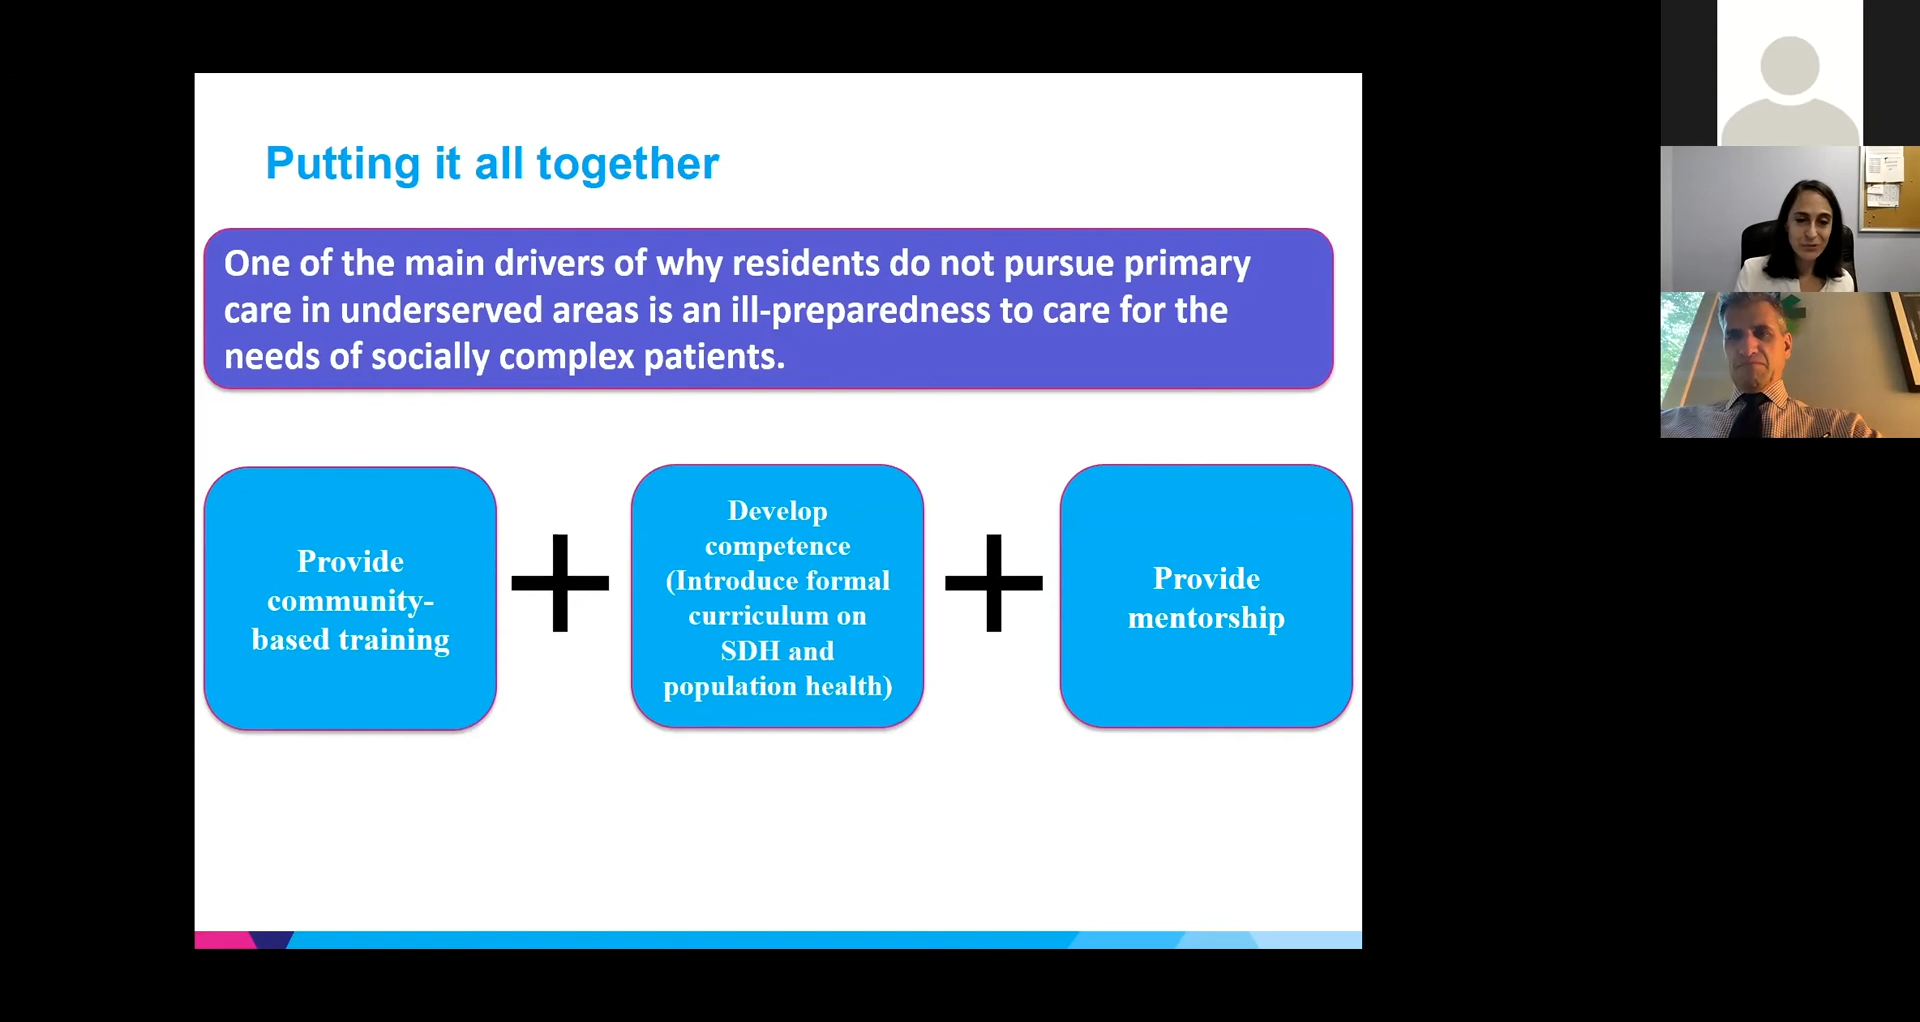 Putting it all together
One of the main drivers of why residents do not pursue primary
care in underserved areas is an ill-preparedness to care for the
needs of socially complex patients.
Provide
community-
based training
Develop
competence
(Introduce formal
curriculum on
SDH and
population health)
Provide
mentorship